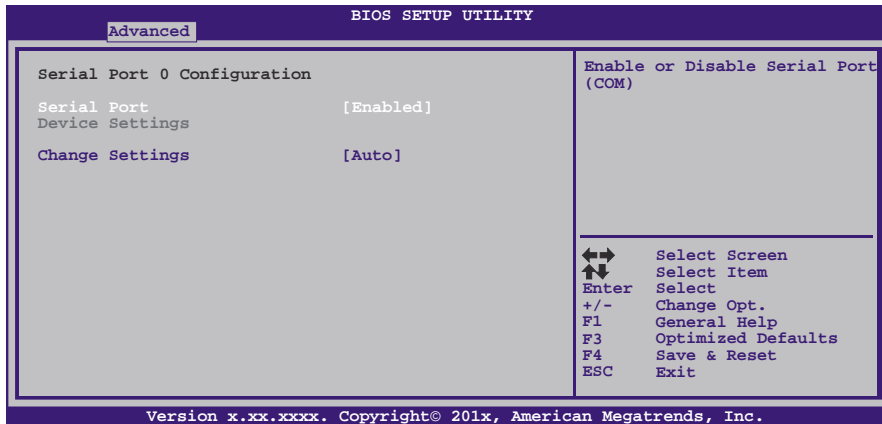 BIOS SETUP UTILITY
Advanced
Serial Port 0 Configuration
Serial Port [Enabled]
Device Settings
Change Settings [Auto]
Enable or Disable Serial Port
(COM)
Select Screen
Select Item
Enter Select
+/- Change Opt.
F1 General Help
F3 Optimized Defaults
F4 Save & Reset
ESC Exit
Version x.xx.xxxx. Copyright© 201x, American Megatrends, Inc.